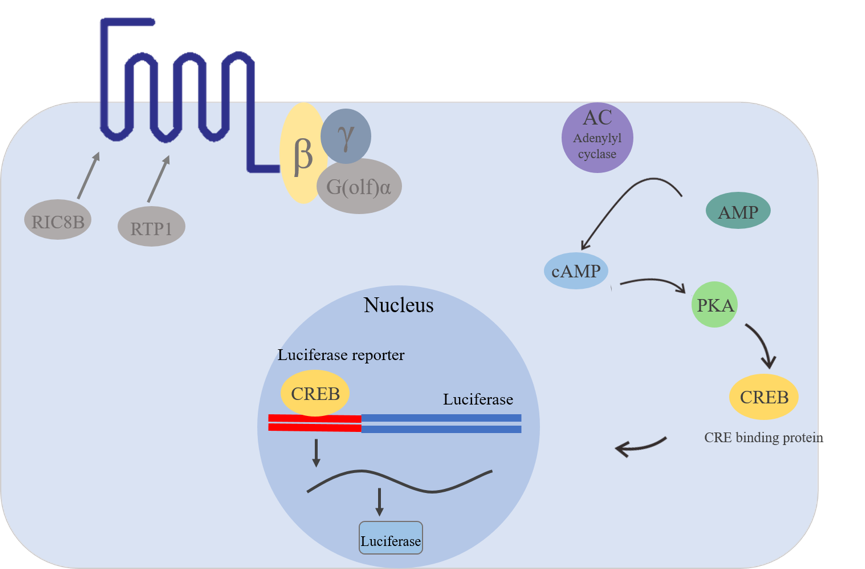 AC
Adenylyl
cyclase
β
γ
G(olf)α
RIC8B
RTP1
AMP
cAMP
PKA
Nucleus
Luciferase reporter
CREB
Luciferase
CREB
CRE binding protein
Luciferase